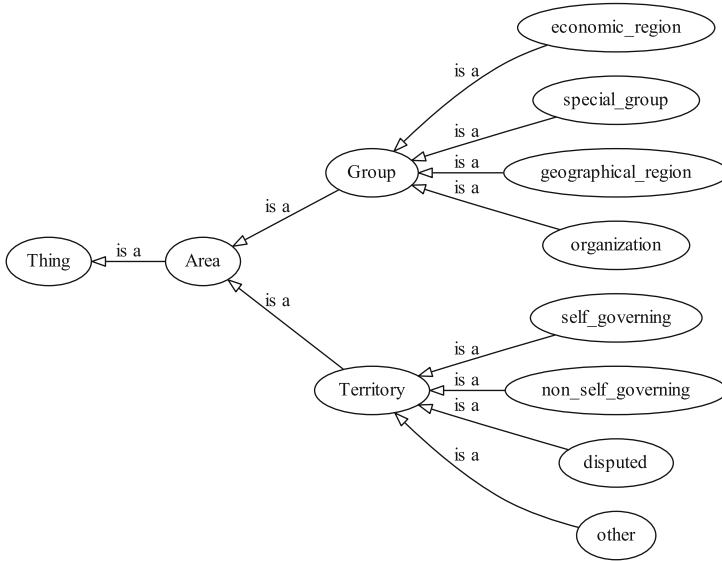 economic_region
is a
special_group
is a
Group
is a
geographical_region
is a
organization
is a
Thing
is a
Area
is a
self_governing
is a
Territory
is a
non_self_governing
is a
disputed
is a
other